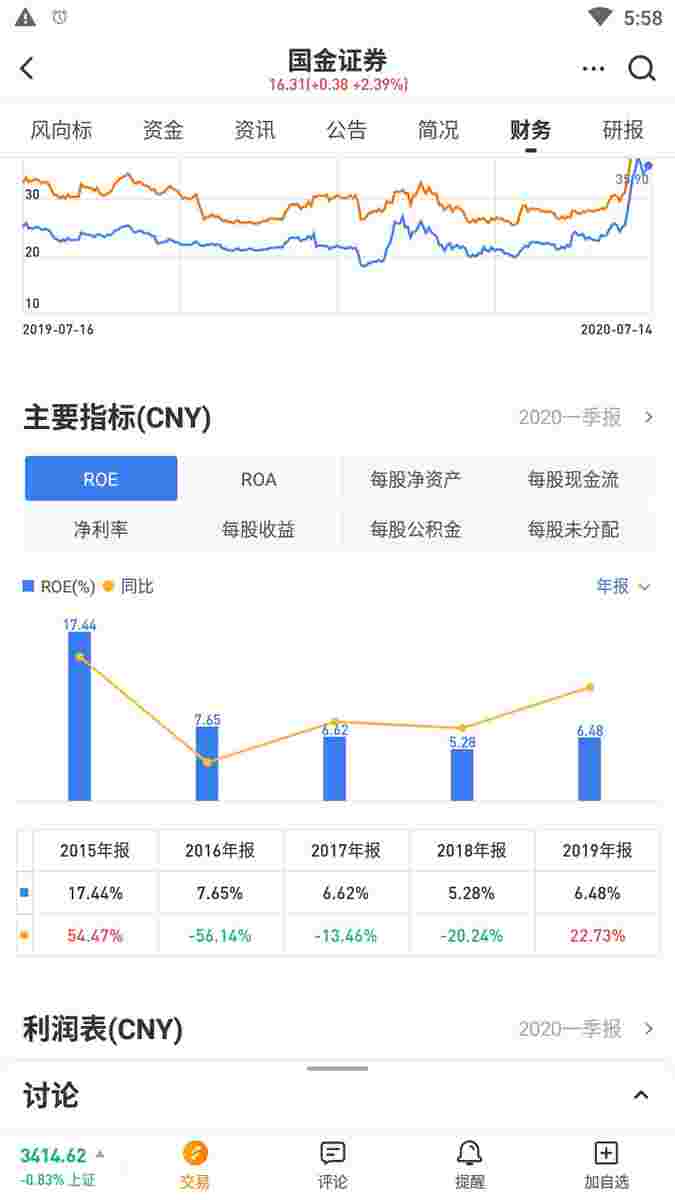 5:58
国金证券
16.31(+0.38 +2.39%)
风向标 资金 资讯 公告 简况 财务 研报
35.90
30
20
10
2019-07-16 2020-07-14
主要指标(CNY) 2020一季报
ROE ROA 每股净资产 每股现金流
净利率 每股收益 每股公积金 每股未分配
ROE(%) 同比 年报
17.44
7.65
6.62
5.28
6.48
2015年报 2016年报 2017年报 2018年报 2019年报
17.44% 7.65% 6.62% 5.28% 6.48%
54.47% -56.14% -13.46% -20.24% 22.73%
利润表(CNY) 2020一季报
讨论
3414.62
-0.83% 上证
交易 评论 提醒 加自选